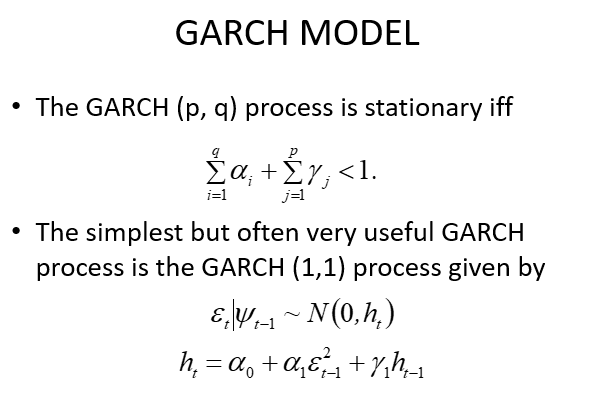 GARCH MODEL
• The GARCH (p, q) process is stationary iff
$\sum_{i=1}^{q} \alpha_i + \sum_{j=1}^{p} \gamma_j < 1.$
• The simplest but often very useful GARCH
process is the GARCH (1,1) process given by
$\varepsilon_t | \psi_{t-1} \sim N(0, h_t)$
$h_t = \alpha_0 + \alpha_1 \varepsilon_{t-1}^2 + \gamma_1 h_{t-1}$